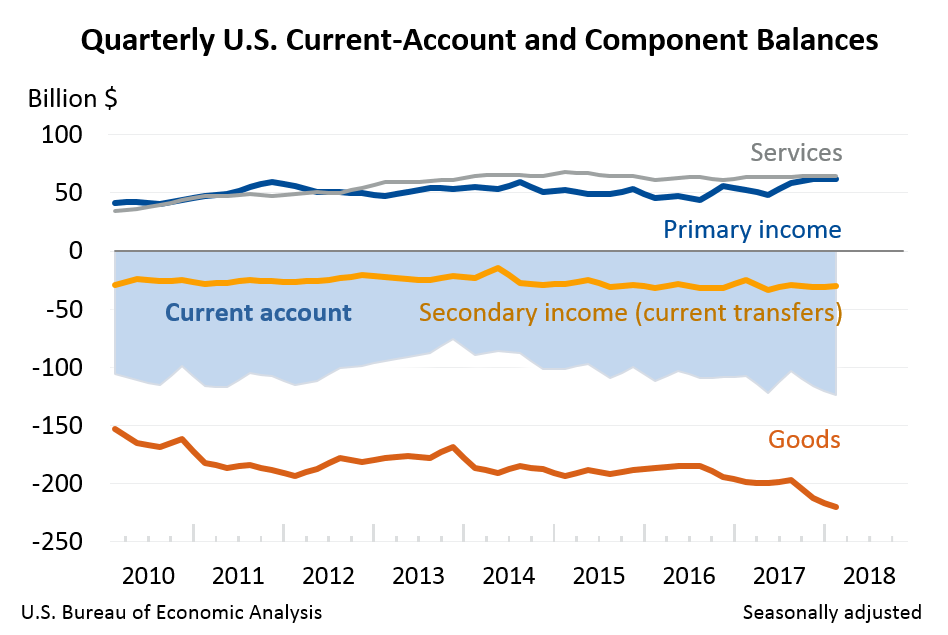 Quarterly U.S. Current-Account and Component Balances
Billion $
100
Services
50
Primary income
0
-50
Current account
Secondary income (current transfers)
-100
-150
Goods
-200
-250
2010 2011 2012 2013 2014 2015 2016 2017 2018
U.S. Bureau of Economic Analysis
Seasonally adjusted